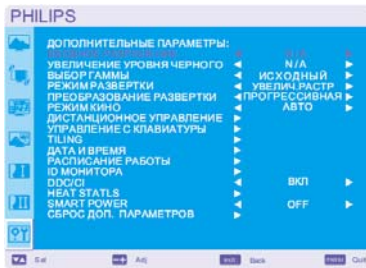 PHILIPS
ДОПОЛНИТЕЛЬНЫЕ ПАРАМЕТРЫ:
УВЕЛИЧЕНИЕ УРОВНЯ ЧЕРНОГО N/A
ВЫБОР ГАММЫ ИСХОДНЫЙ
РЕЖИМ РАЗВЕРТКИ УВЕЛИЧ.РАСТР
ПРЕОБРАЗОВАНИЕ РАЗВЕРТКИ ПРОГРЕССИВНАЯ
РЕЖИМ КИНО АВТО
ДИСТАНЦИОННОЕ УПРАВЛЕНИЕ
УПРАВЛЕНИЕ С КЛАВИАТУРЫ
TILING
ДАТА И ВРЕМЯ
РАСПИСАНИЕ РАБОТЫ
ID МОНИТОРА
DDC/CI ВКЛ
HEAT STATUS
SMART POWER OFF
СБРОС ДОП. ПАРАМЕТРОВ
Sel Adj exit Back menu Quit